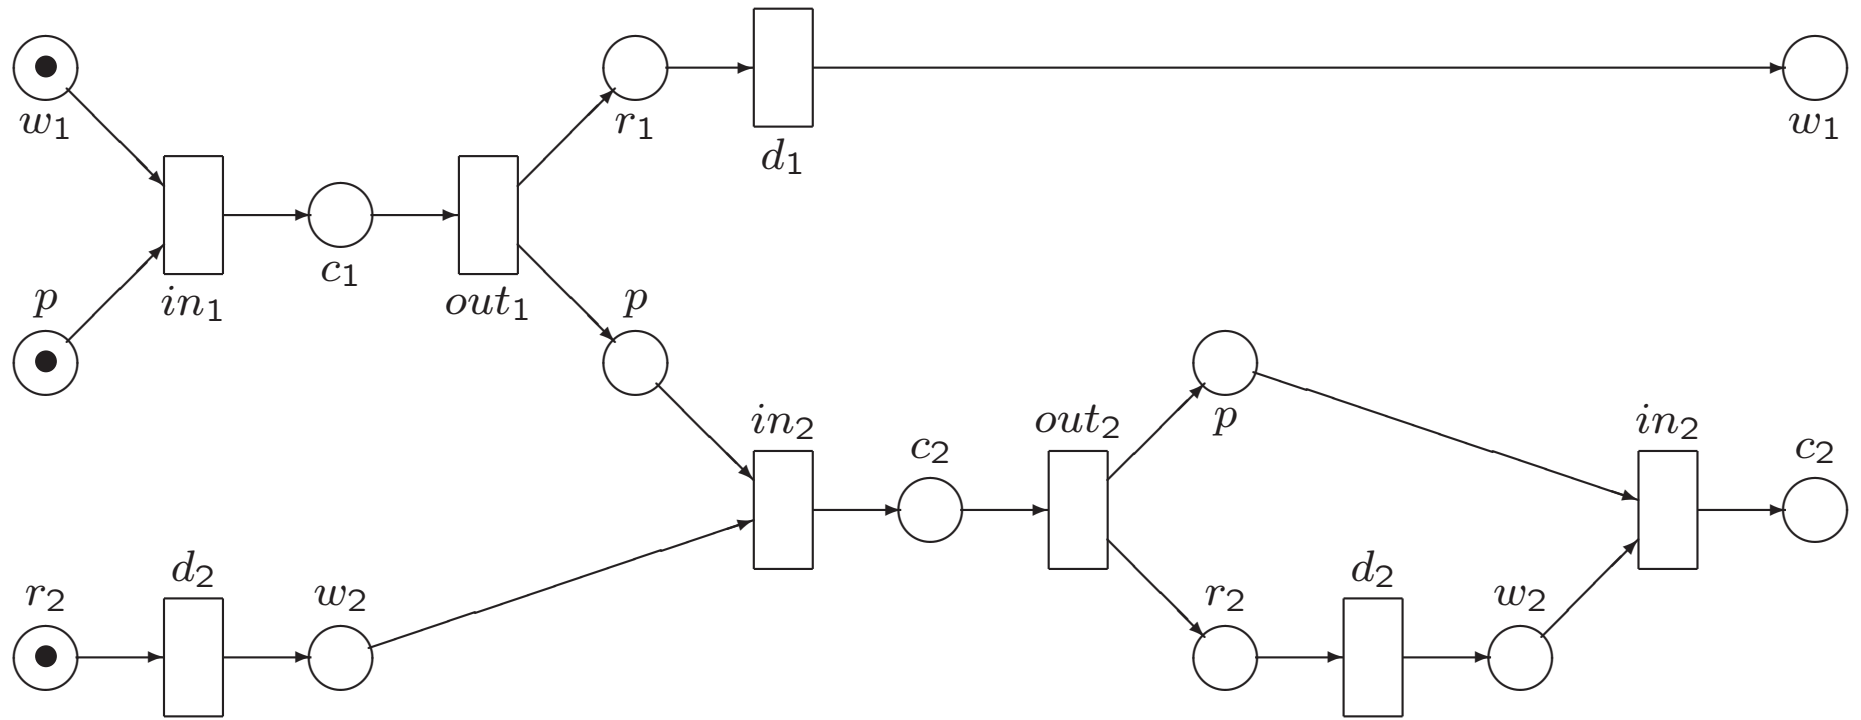 w₁
r₁
d₁
w₁
p
in₁
c₁
out₁
p
in₂
c₂
out₂
p
in₂
c₂
r₂
d₂
w₂
r₂
d₂
w₂